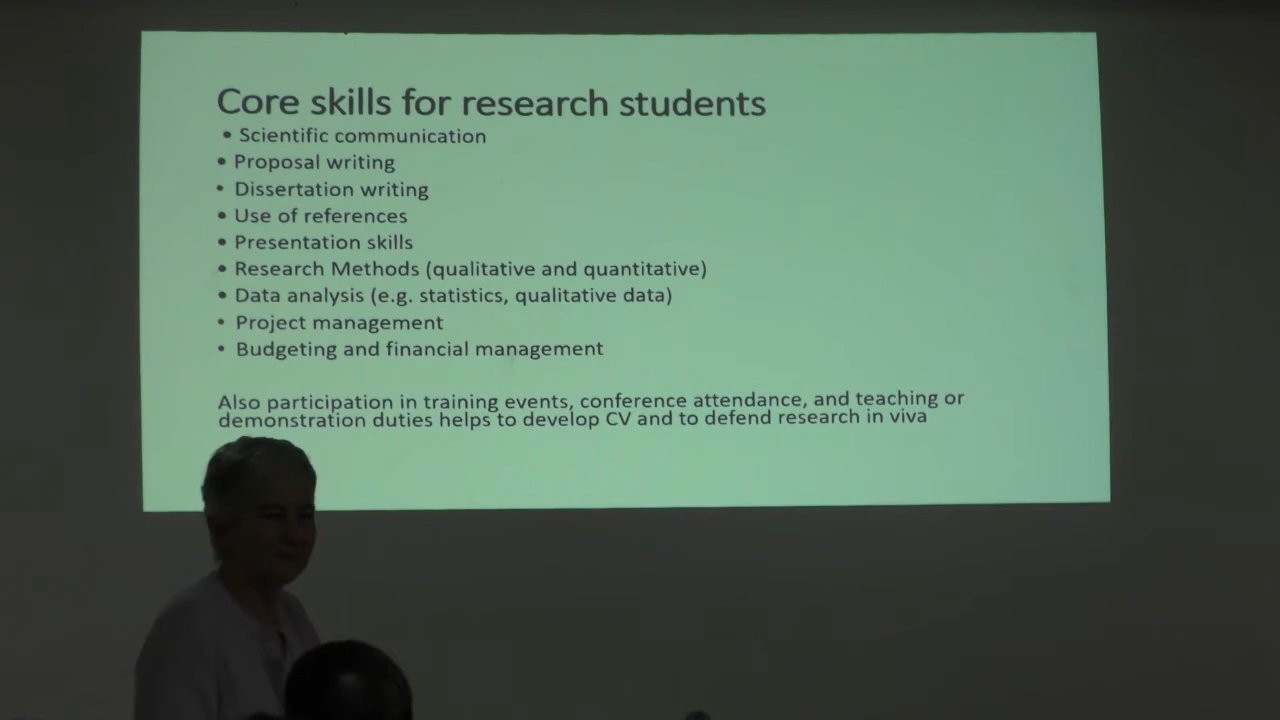 Core skills for research students
• Scientific communication
• Proposal writing
• Dissertation writing
• Use of references
• Presentation skills
• Research Methods (qualitative and quantitative)
• Data analysis (e.g. statistics, qualitative data)
• Project management
• Budgeting and financial management
Also participation in training events, conference attendance, and teaching or
demonstration duties helps to develop CV and to defend research in viva